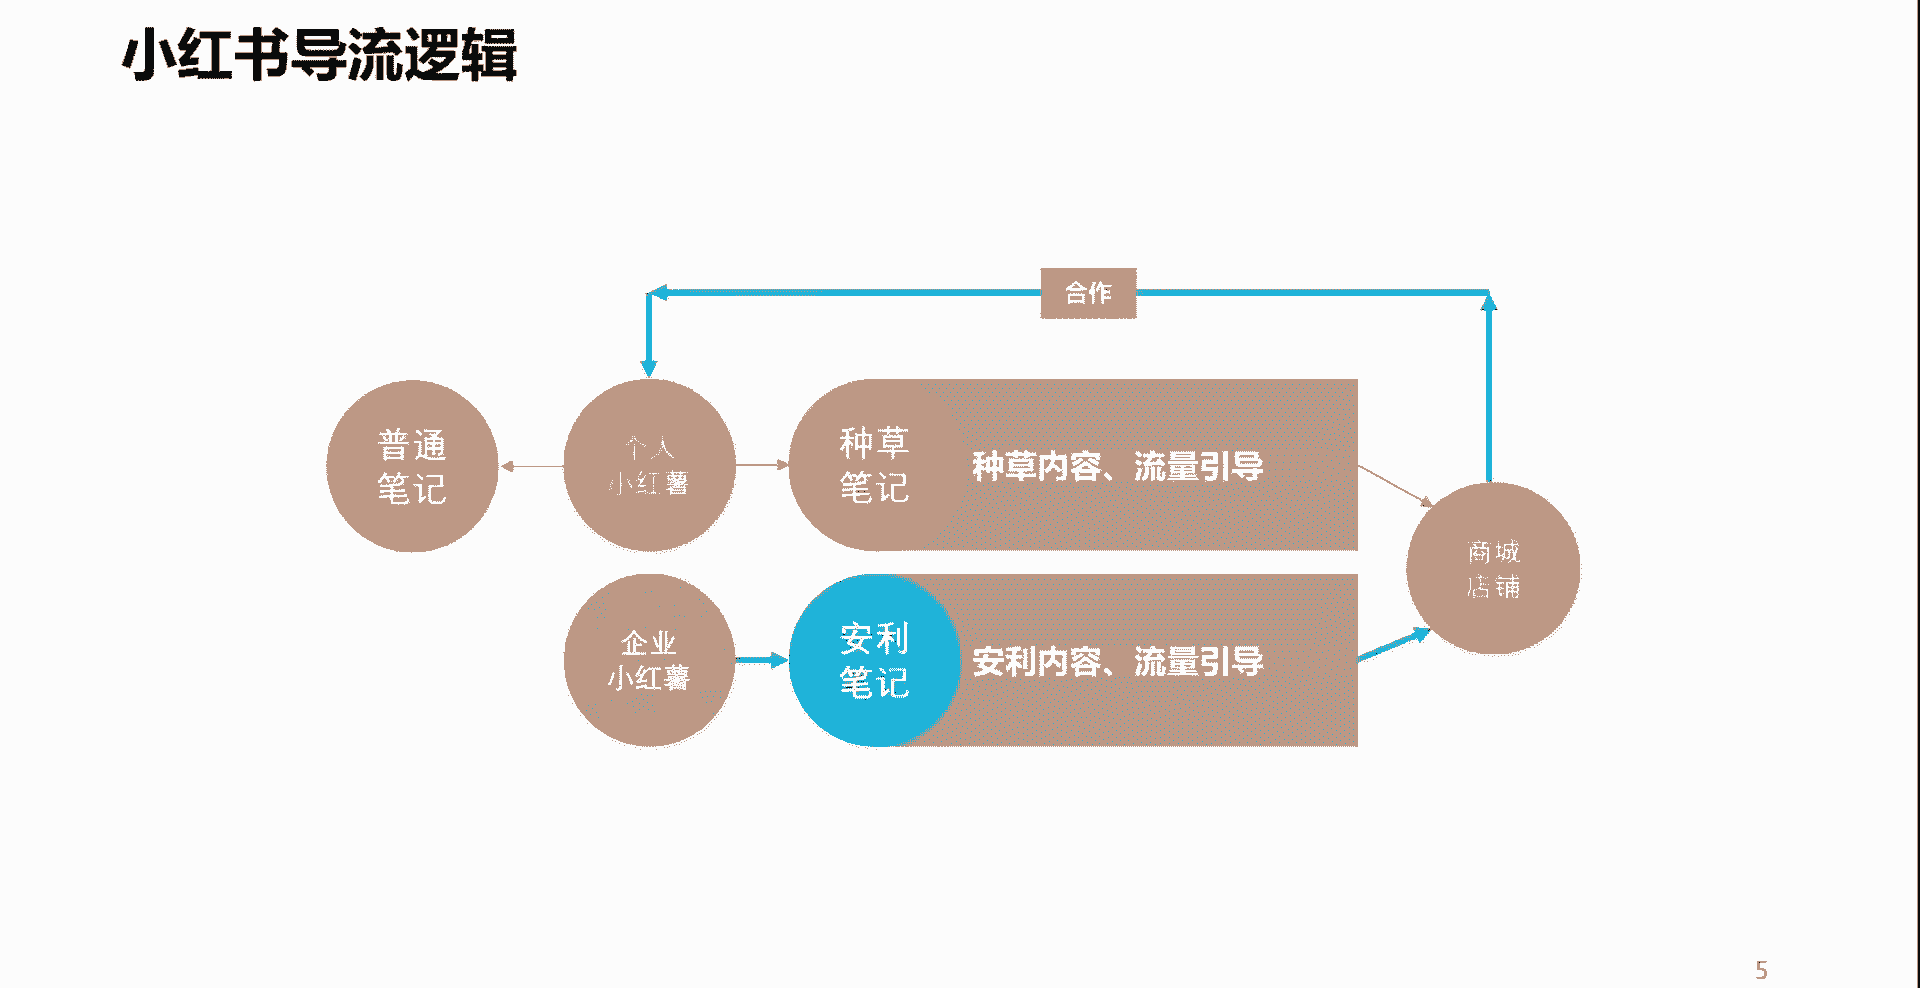 小红书导流逻辑
合作
普通
笔记
个人
小红薯
种草
笔记
种草内容、流量引导
商城
店铺
企业
小红薯
安利
笔记
安利内容、流量引导
5